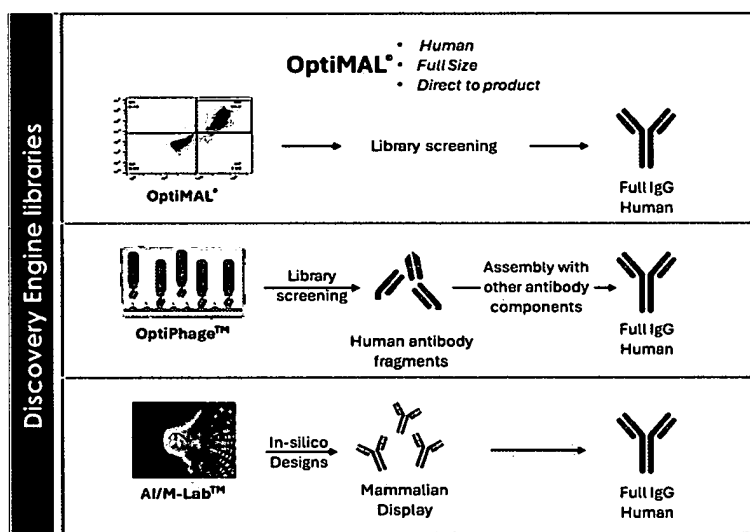 Discovery Engine libraries
OptiMAL®
• Human
• Full Size
• Direct to product
OptiMAL®
Library screening
Full IgG
Human
OptiPhage™
Library
screening
Human antibody
fragments
Assembly with
other antibody
components
Full IgG
Human
AI/M-Lab™
In-silico
Designs
Mammalian
Display
Full IgG
Human